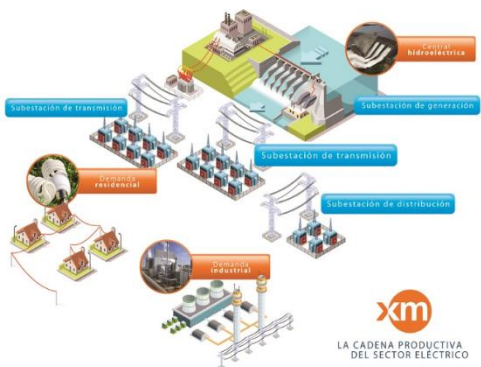 Central
hidroeléctrica
Subestación de transmisión
Subestación de generación
Subestación de transmisión
Demanda
residencial
Subestación de distribución
Demanda
industrial
xm
LA CADENA PRODUCTIVA
DEL SECTOR ELÉCTRICO